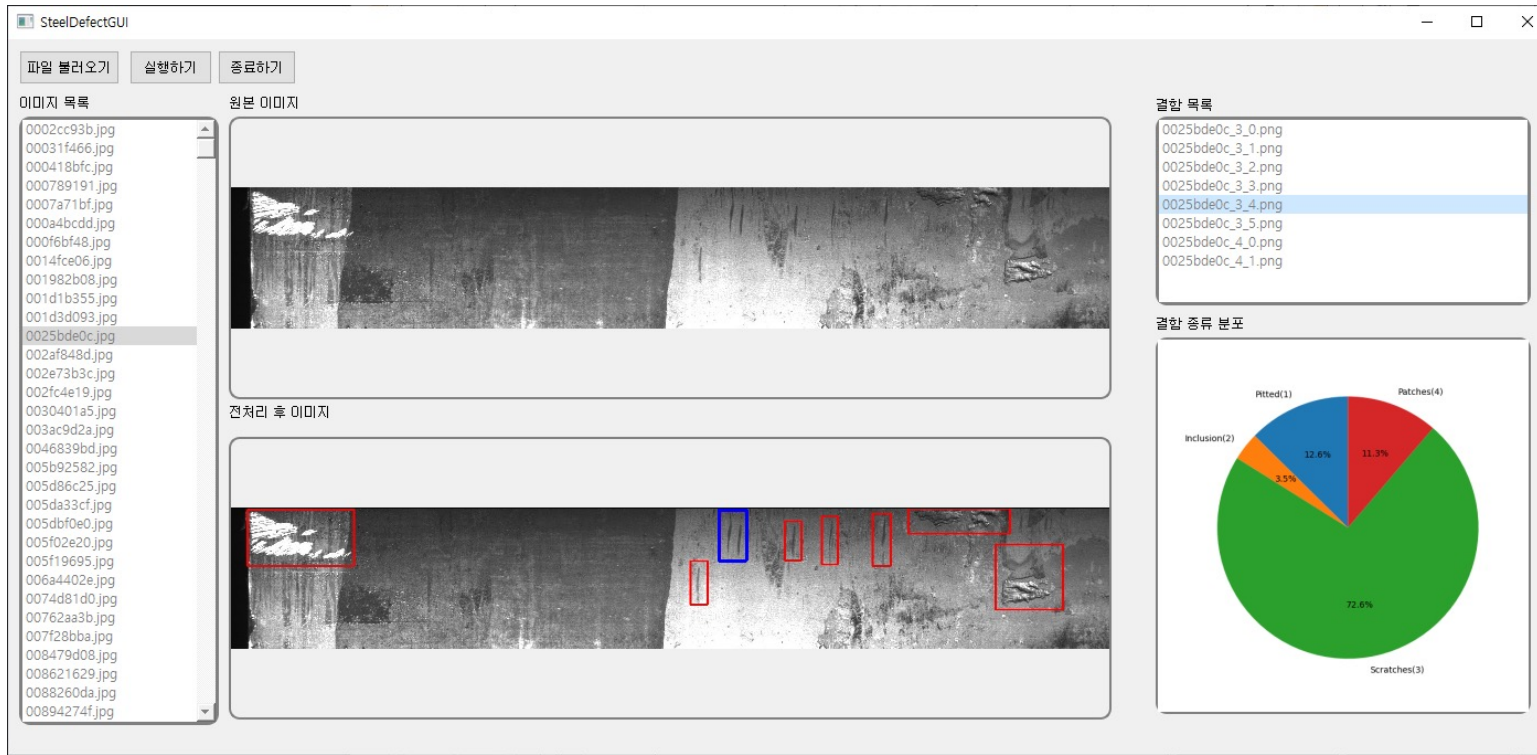 SteelDefectGUI
파일 불러오기
실행하기
종료하기
이미지 목록
0002cc93b.jpg
00031f466.jpg
000418bfc.jpg
000789191.jpg
0007a71bf.jpg
000a4bcdd.jpg
000f6bf48.jpg
0014fce06.jpg
001982b08.jpg
001d1b355.jpg
001d3d093.jpg
0025bde0c.jpg
002af848d.jpg
002e73b3c.jpg
002fc4e19.jpg
0030401a5.jpg
003ac9d2a.jpg
0046839bd.jpg
005b92582.jpg
005d86c25.jpg
005da33cf.jpg
005dbf0e0.jpg
005f02e20.jpg
005f19695.jpg
006a4402e.jpg
0074d81d0.jpg
00762aa3b.jpg
007f28bba.jpg
008479d08.jpg
008621629.jpg
0088260da.jpg
00894274f.jpg
원본 이미지
전처리 후 이미지
결함 목록
0025bde0c_3_0.png
0025bde0c_3_1.png
0025bde0c_3_2.png
0025bde0c_3_3.png
0025bde0c_3_4.png
0025bde0c_3_5.png
0025bde0c_4_0.png
0025bde0c_4_1.png
결함 종류 분포
Pitted(1)
Patches(4)
Inclusion(2)
12.6%
11.3%
3.5%
72.6%
Scratches(3)